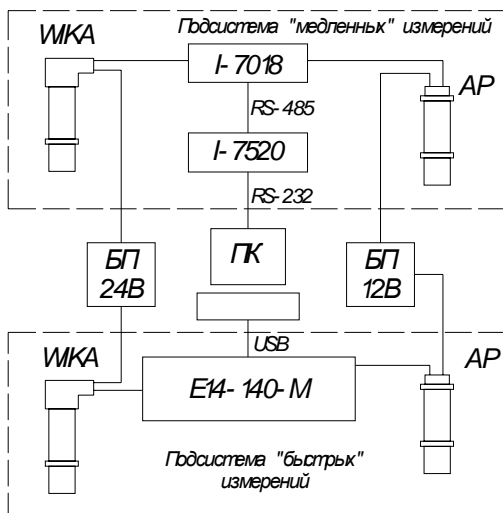 WIKA
Подсистема "медленных" измерений
I-7018
AP
RS-485
I-7520
RS-232
БП
24В
ПК
БП
12В
WIKA
USB
AP
E14-140-M
Подсистема "быстрых"
измерений